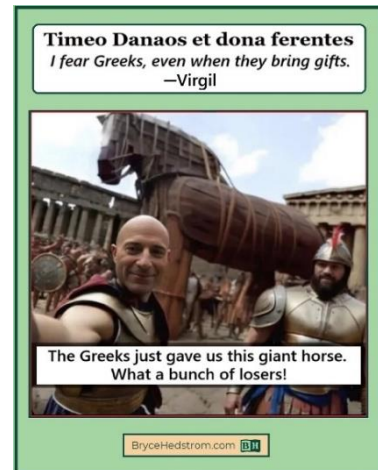 Timeo Danaos et dona ferentes
I fear Greeks, even when they bring gifts.
—Virgil
The Greeks just gave us this giant horse.
What a bunch of losers!
BryceHedstrom.com BH